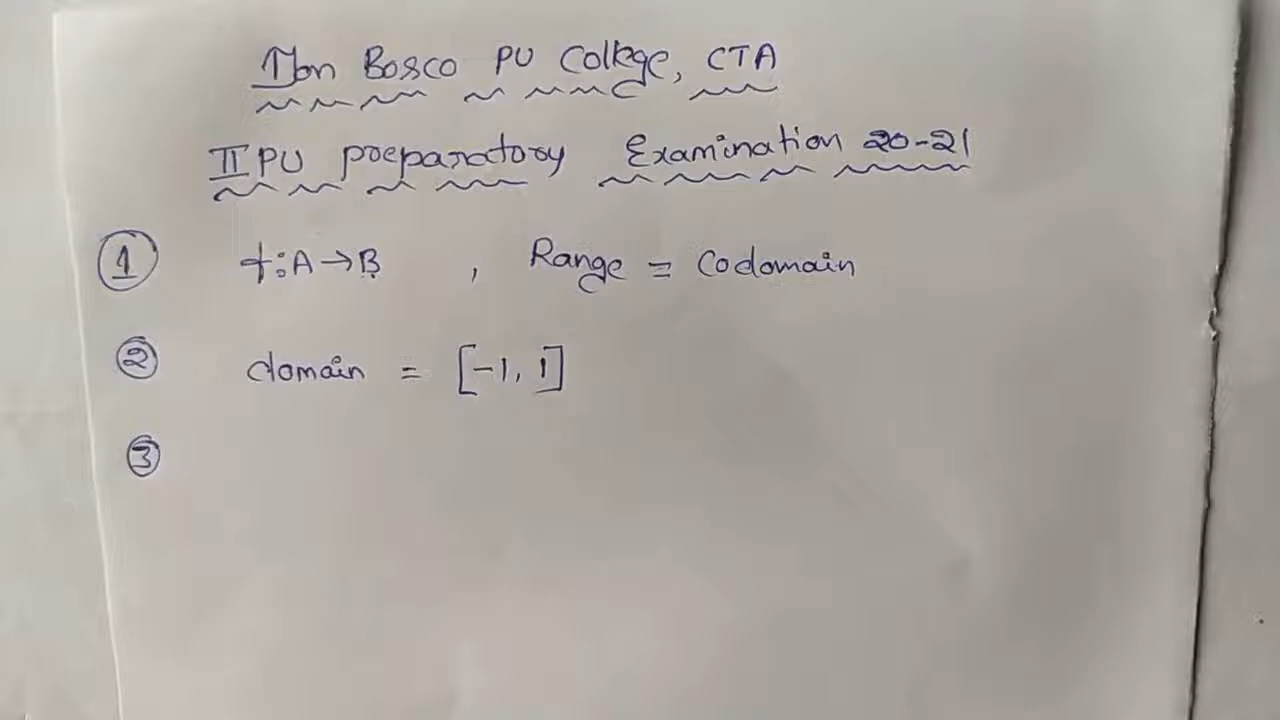 Don Bosco PU College, CTA
II PU preparatory Examination 20-21
1 f:A→B , Range = Codomain
2 domain = [-1, 1]
3